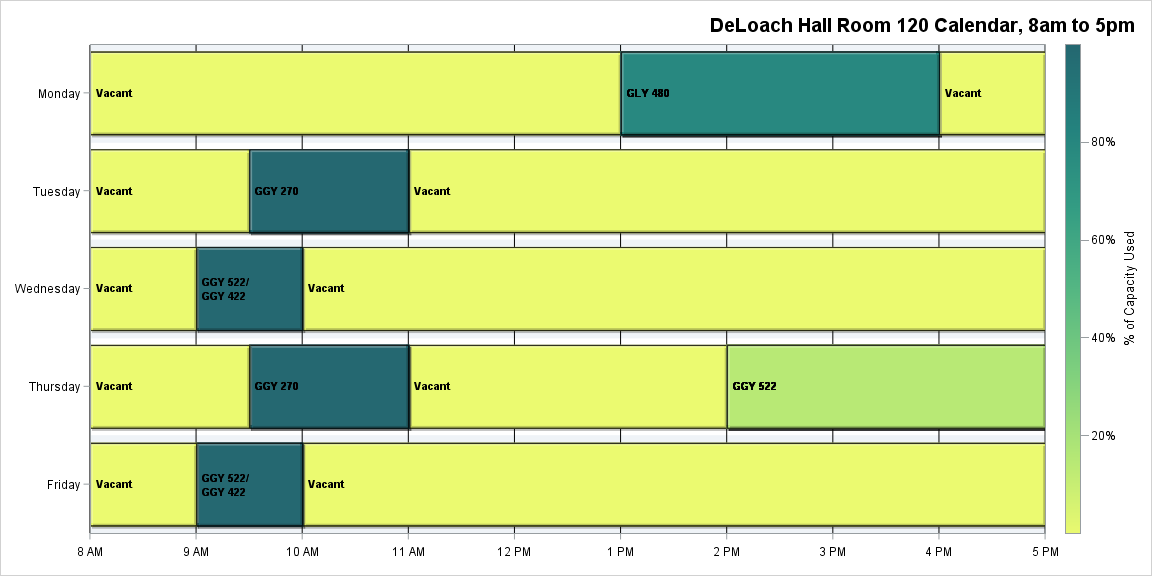 DeLoach Hall Room 120 Calendar, 8am to 5pm
Monday
Vacant
GLY 480
Vacant
Tuesday
Vacant
GGY 270
Vacant
Wednesday
Vacant
GGY 522/
GGY 422
Vacant
Thursday
Vacant
GGY 270
Vacant
GGY 522
Friday
Vacant
GGY 522/
GGY 422
Vacant
8 AM
9 AM
10 AM
11 AM
12 PM
1 PM
2 PM
3 PM
4 PM
5 PM
80%
60%
40%
20%
% of Capacity Used